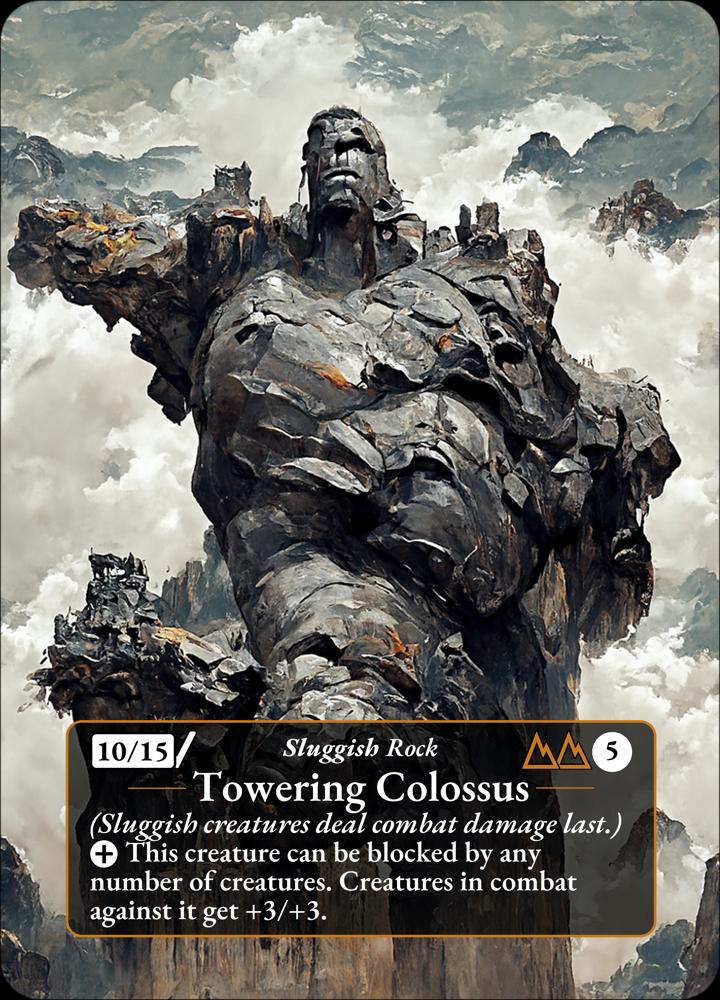 10/15 Sluggish Rock 5
Towering Colossus
(Sluggish creatures deal combat damage last.)
This creature can be blocked by any
number of creatures. Creatures in combat
against it get +3/+3.